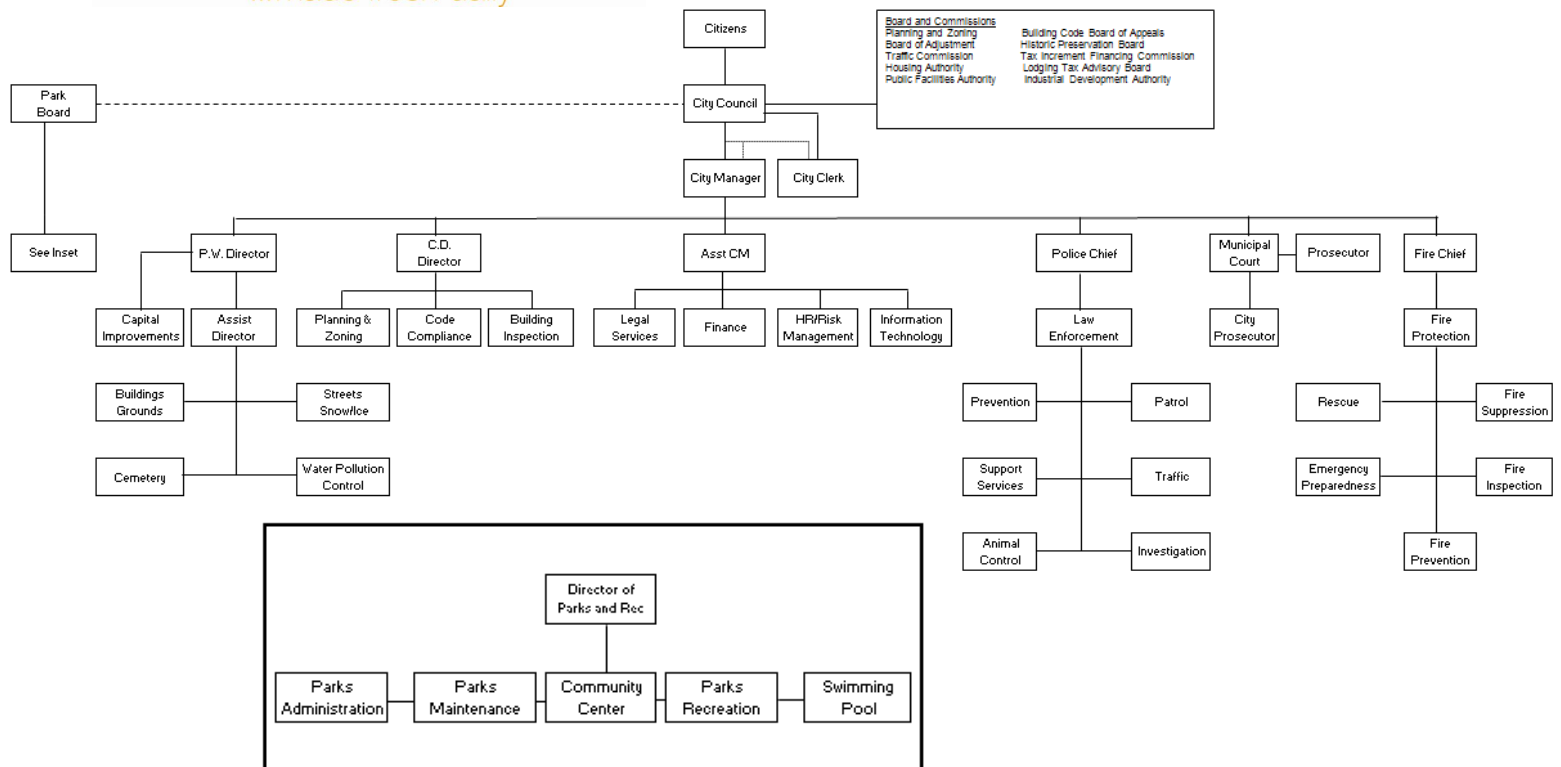 Citizens
Board and Commissions
Planning and Zoning Building Code Board of Appeals
Board of Adjustment Historic Preservation Board
Traffic Commission Tax Increment Financing Commission
Housing Authority Lodging Tax Advisory Board
Public Facilities Authority Industrial Development Authority
Park
Board
City Council
City Manager
City Clerk
See Inset
P.W. Director
C.D.
Director
Asst CM
Police Chief
Municipal
Court
Prosecutor
Fire Chief
Capital
Improvements
Assist
Director
Planning &
Zoning
Code
Compliance
Building
Inspection
Legal
Services
Finance
HR/Risk
Management
Information
Technology
Law
Enforcement
City
Prosecutor
Fire
Protection
Buildings
Grounds
Streets
Snow/Ice
Prevention
Patrol
Rescue
Fire
Suppression
Cemetery
Water Pollution
Control
Support
Services
Traffic
Emergency
Preparedness
Fire
Inspection
Animal
Control
Investigation
Fire
Prevention
Director of
Parks and Rec
Parks
Administration
Parks
Maintenance
Community
Center
Parks
Recreation
Swimming
Pool